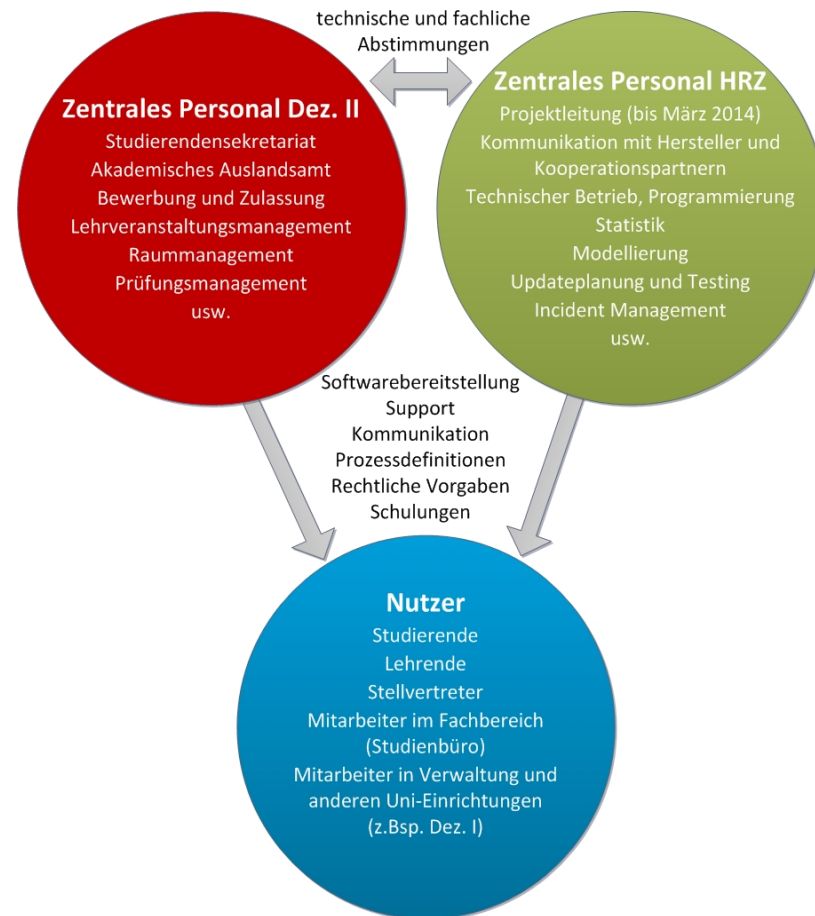 technische und fachliche
Abstimmungen
Zentrales Personal Dez. II
Studierendensekretariat
Akademisches Auslandsamt
Bewerbung und Zulassung
Lehrveranstaltungsmanagement
Raummanagement
Prüfungsmanagement
usw.
Zentrales Personal HRZ
Projektleitung (bis März 2014)
Kommunikation mit Hersteller und
Kooperationspartnern
Technischer Betrieb, Programmierung
Statistik
Modellierung
Updateplanung und Testing
Incident Management
usw.
Softwarebereitstellung
Support
Kommunikation
Prozessdefinitionen
Rechtliche Vorgaben
Schulungen
Nutzer
Studierende
Lehrende
Stellvertreter
Mitarbeiter im Fachbereich
(Studienbüro)
Mitarbeiter in Verwaltung und
anderen Uni-Einrichtungen
(z.Bsp. Dez. I)